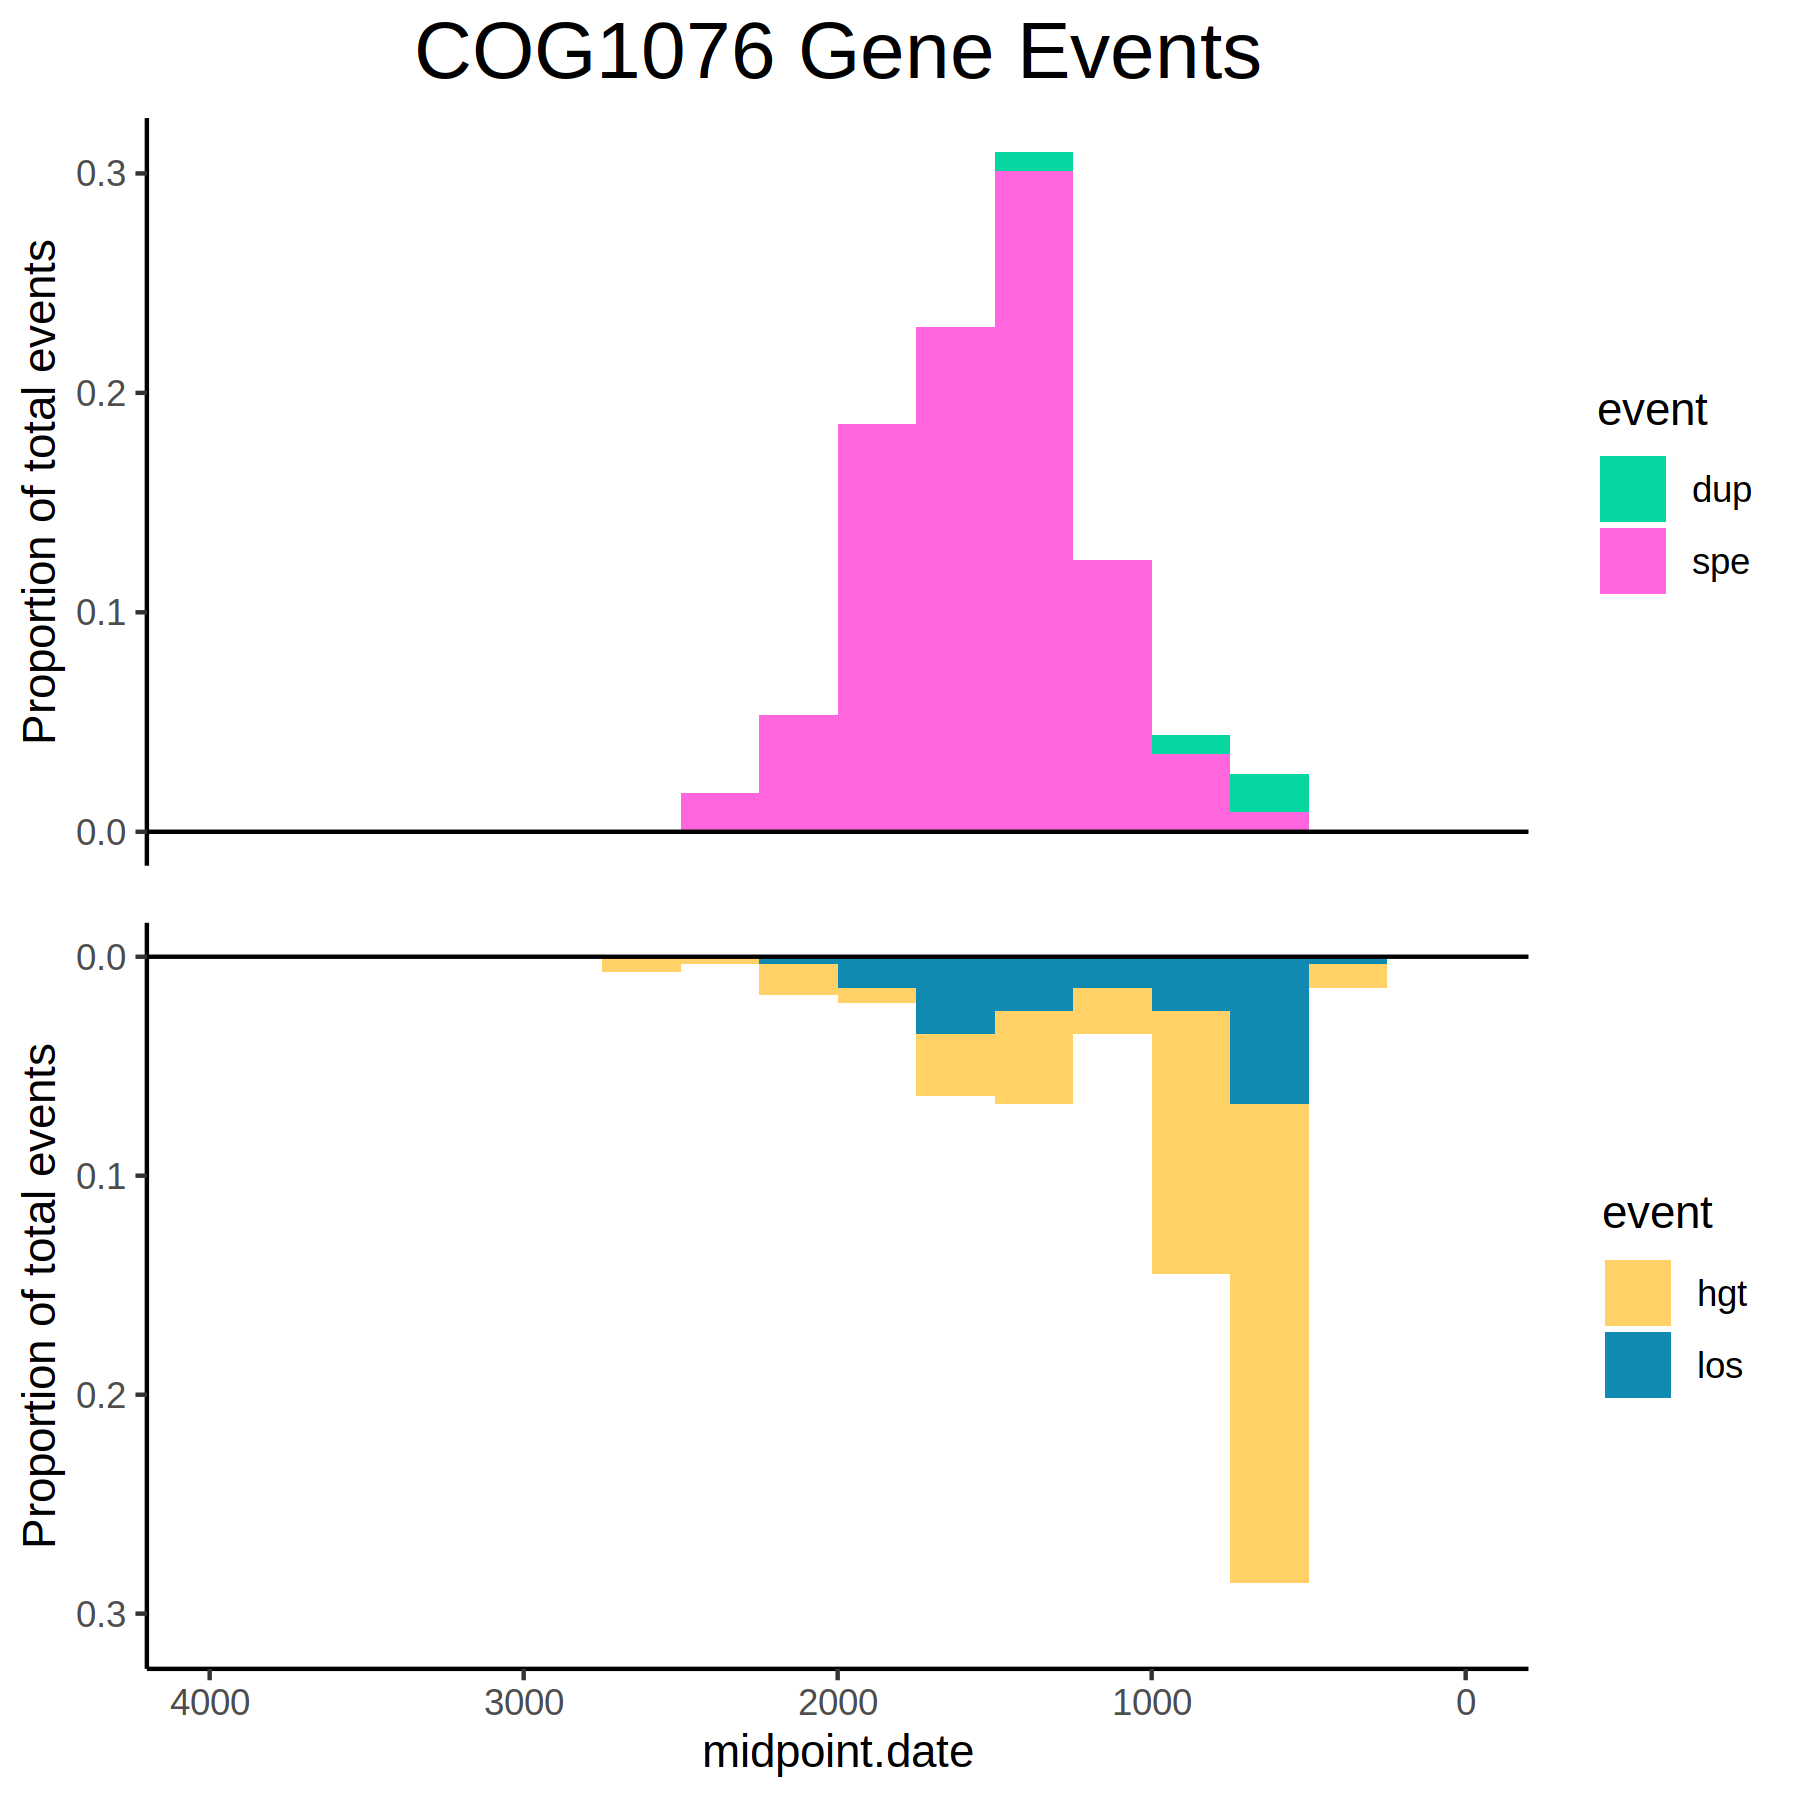 COG1076 Gene Events
Proportion of total events
0.3
0.2
0.1
0.0
event
dup
spe
Proportion of total events
0.0
0.1
0.2
0.3
event
hgt
los
4000 3000 2000 1000 0
midpoint.date